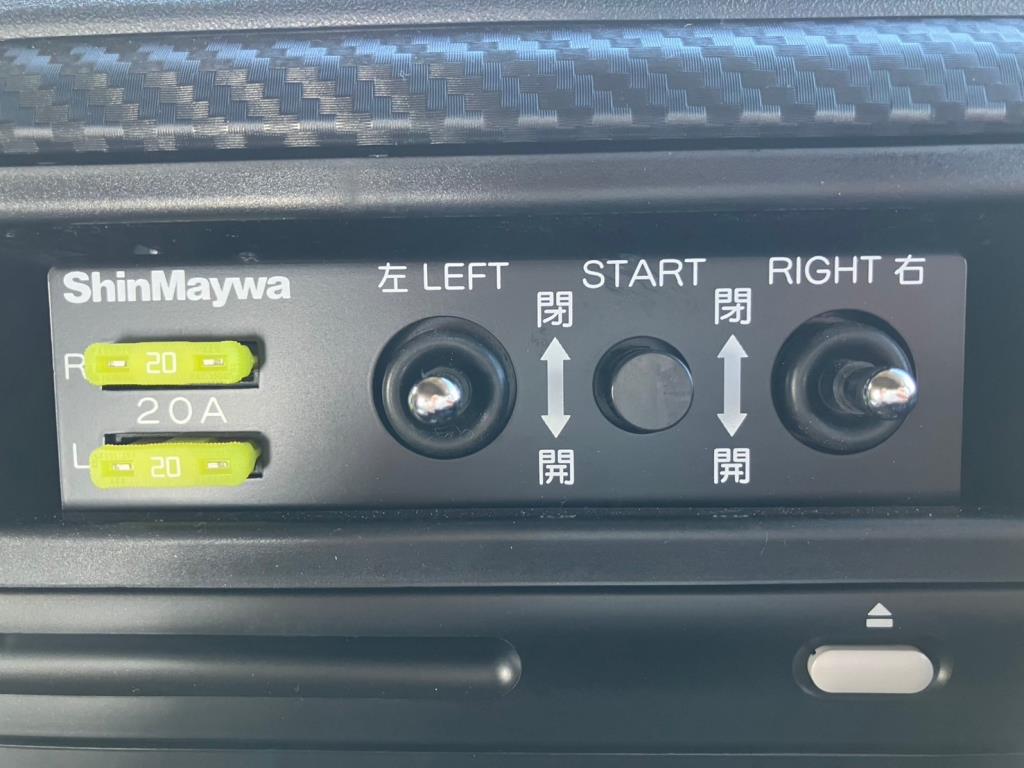 ShinMaywa
R 20
20A
L 20
左 LEFT
閉
開
START
閉
開
RIGHT 右